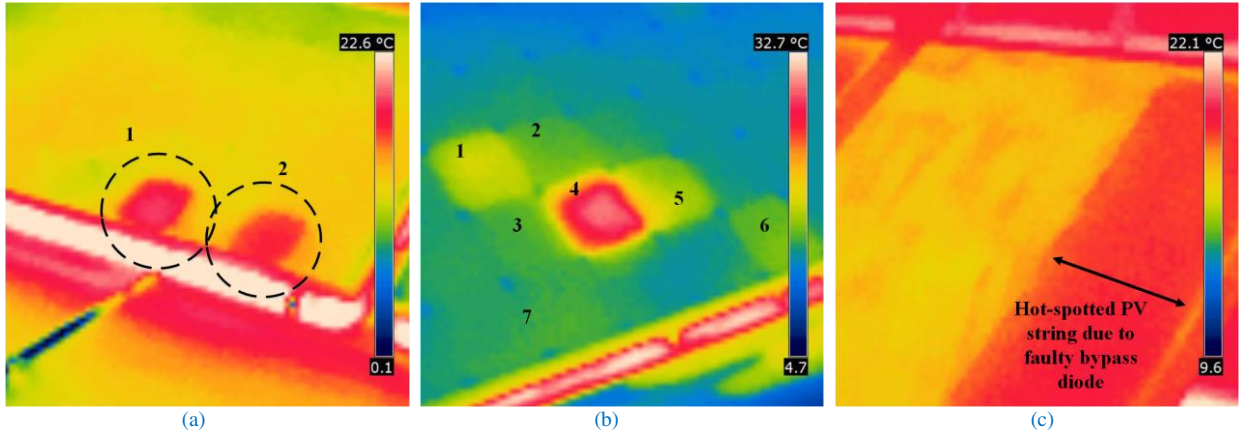 22.6 °C
1
2
0.1
(a)
32.7 °C
1
2
3
4
5
6
7
4.7
(b)
22.1 °C
Hot-spotted PV
string due to
faulty bypass
diode
9.6
(c)